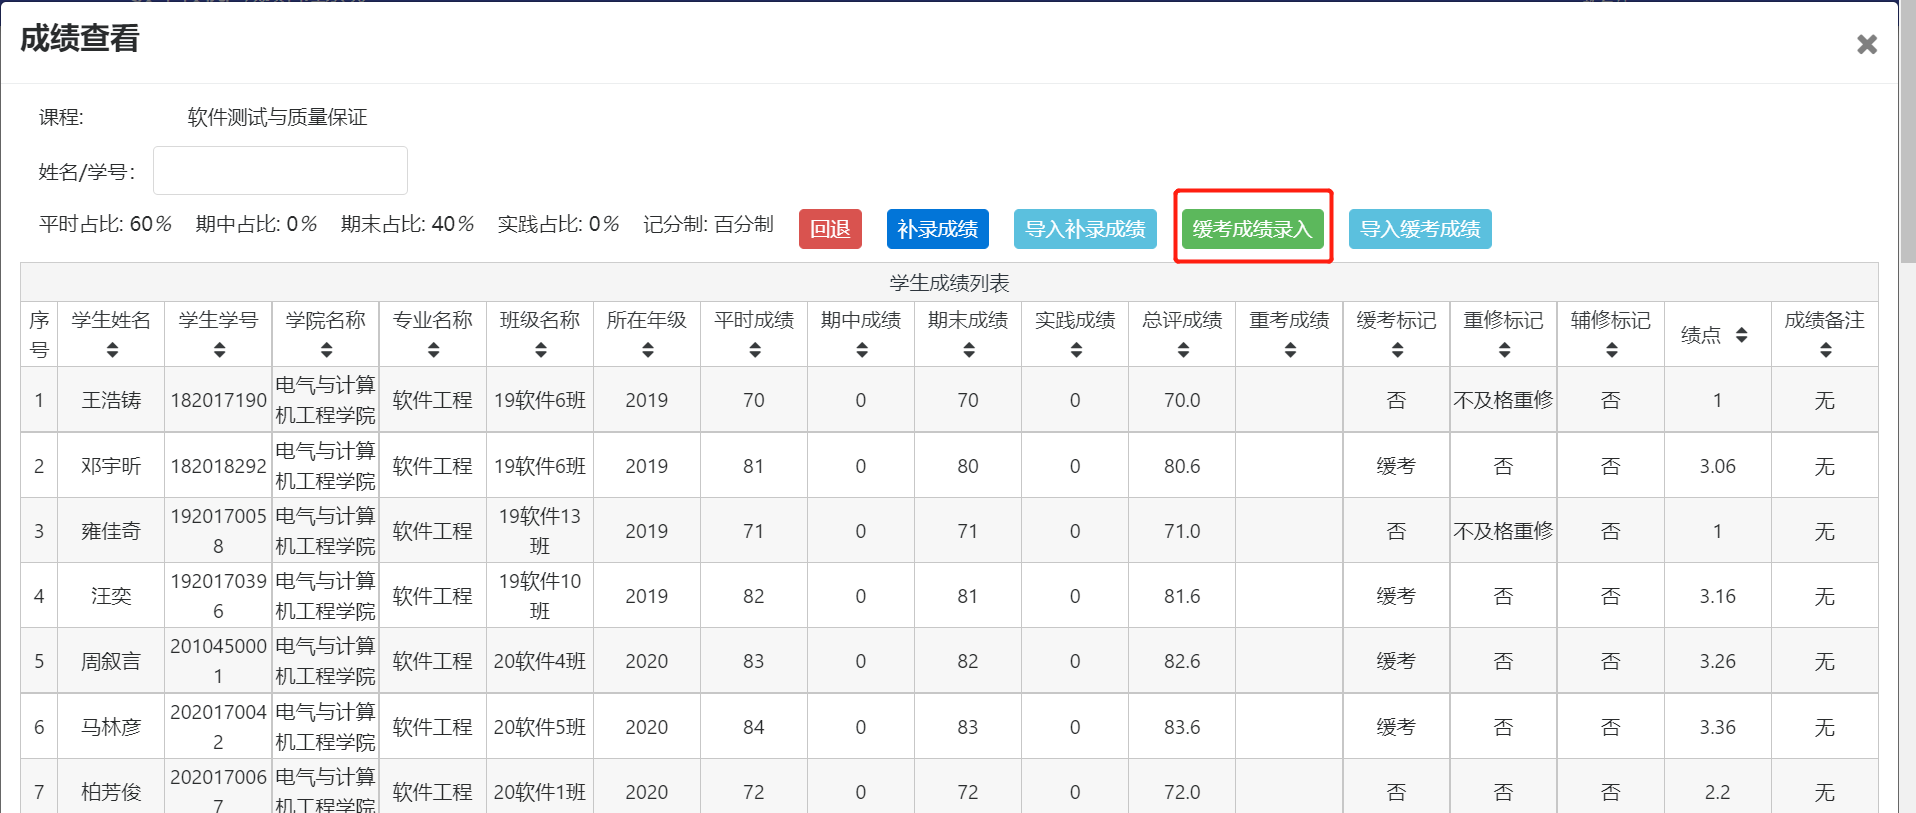 成绩查看
课程: 软件测试与质量保证
姓名/学号:
平时占比: 60% 期中占比: 0% 期末占比: 40% 实践占比: 0% 记分制: 百分制 回退 补录成绩 导入补录成绩 缓考成绩录入 导入缓考成绩
学生成绩列表
序号 学生姓名 学生学号 学院名称 专业名称 班级名称 所在年级 平时成绩 期中成绩 期末成绩 实践成绩 总评成绩 重考成绩 缓考标记 重修标记 辅修标记 绩点 成绩备注
1 王浩铸 182017190 电气与计算机工程学院 软件工程 19软件6班 2019 70 0 70 0 70.0 否 不及格重修 否 1 无
2 邓宇昕 182018292 电气与计算机工程学院 软件工程 19软件6班 2019 81 0 80 0 80.6 缓考 否 否 3.06 无
3 雍佳奇 1920170058 电气与计算机工程学院 软件工程 19软件13班 2019 71 0 71 0 71.0 否 不及格重修 否 1 无
4 汪奕 1920170396 电气与计算机工程学院 软件工程 19软件10班 2019 82 0 81 0 81.6 缓考 否 否 3.16 无
5 周叙言 2010450001 电气与计算机工程学院 软件工程 20软件4班 2020 83 0 82 0 82.6 缓考 否 否 3.26 无
6 马林彦 2020170042 电气与计算机工程学院 软件工程 20软件5班 2020 84 0 83 0 83.6 缓考 否 否 3.36 无
7 柏芳俊 2020170067 电气与计算机工程学院 软件工程 20软件1班 2020 72 0 72 0 72.0 否 否 否 2.2 无